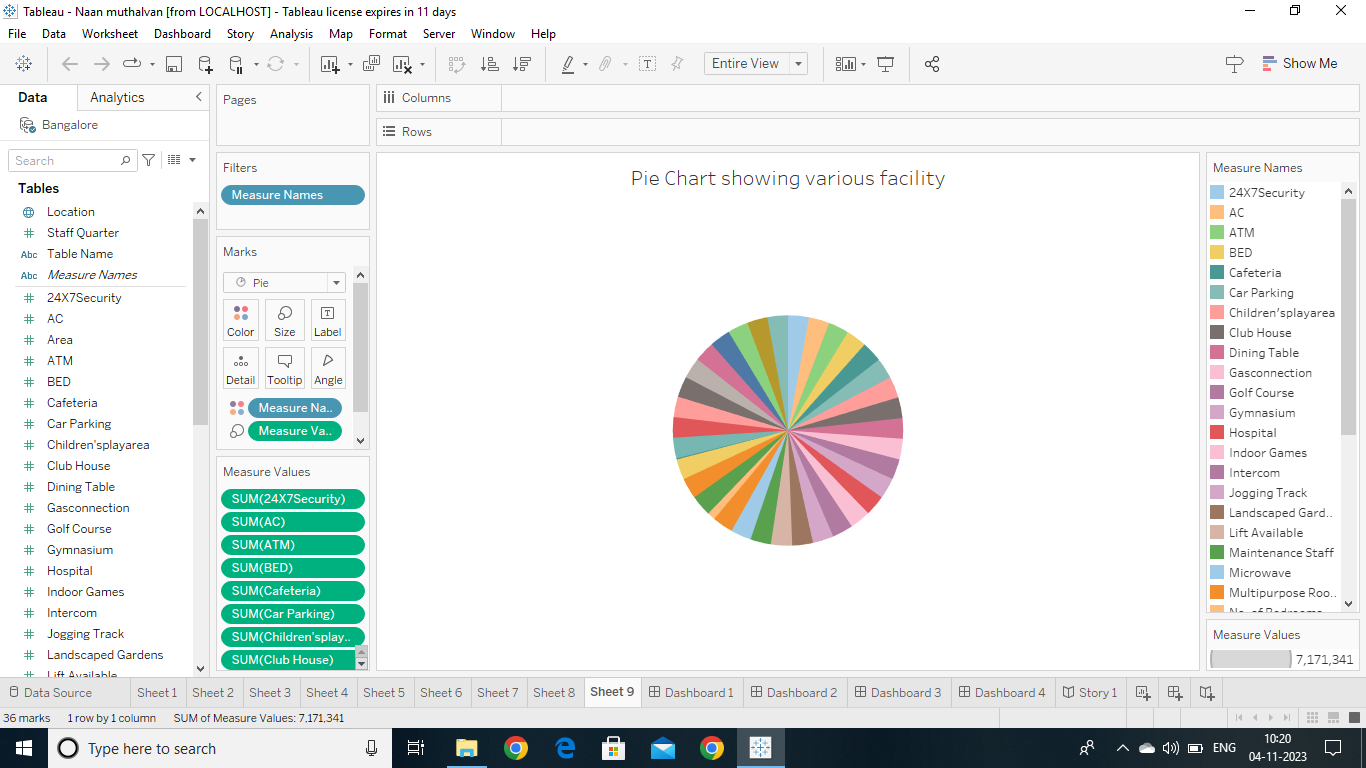 Tableau - Naan muthalvan [from LOCALHOST] - Tableau license expires in 11 days
File Data Worksheet Dashboard Story Analysis Map Format Server Window Help
Entire View
Show Me
Data Analytics
Bangalore
Search
Tables
Location
Staff Quarter
Abc Table Name
Abc Measure Names
24X7Security
AC
Area
ATM
BED
Cafeteria
Car Parking
Children'splayarea
Club House
Dining Table
Gasconnection
Golf Course
Gymnasium
Hospital
Indoor Games
Intercom
Jogging Track
Landscaped Gardens
Lift Available
Pages
Filters
Measure Names
Marks
Pie
Color Size Label
Detail Tooltip Angle
Measure Na..
Measure Va..
Measure Values
SUM(24X7Security)
SUM(AC)
SUM(ATM)
SUM(BED)
SUM(Cafeteria)
SUM(Car Parking)
SUM(Children'splay..
SUM(Club House)
Columns
Rows
Pie Chart showing various facility
Measure Names
24X7Security
AC
ATM
BED
Cafeteria
Car Parking
Children'splayarea
Club House
Dining Table
Gasconnection
Golf Course
Gymnasium
Hospital
Indoor Games
Intercom
Jogging Track
Landscaped Gard..
Lift Available
Maintenance Staff
Microwave
Multipurpose Roo..
No. of Bedrooms
Measure Values
7,171,341
Data Source Sheet 1 Sheet 2 Sheet 3 Sheet 4 Sheet 5 Sheet 6 Sheet 7 Sheet 8 Sheet 9 Dashboard 1 Dashboard 2 Dashboard 3 Dashboard 4 Story 1
36 marks 1 row by 1 column SUM of Measure Values: 7,171,341
Type here to search
ENG
10:20
04-11-2023